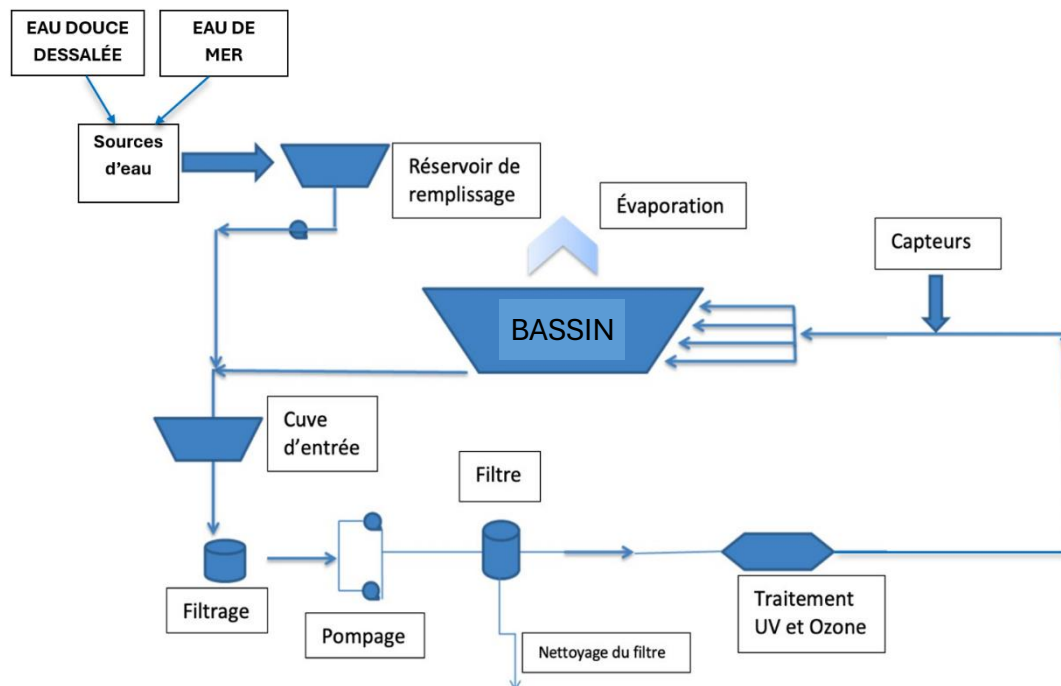 EAU DOUCE
DESSALÉE
EAU DE
MER
Sources
d’eau
Réservoir de
remplissage
Évaporation
Capteurs
BASSIN
Cuve
d’entrée
Filtre
Filtrage
Pompage
Nettoyage du filtre
Traitement
UV et Ozone